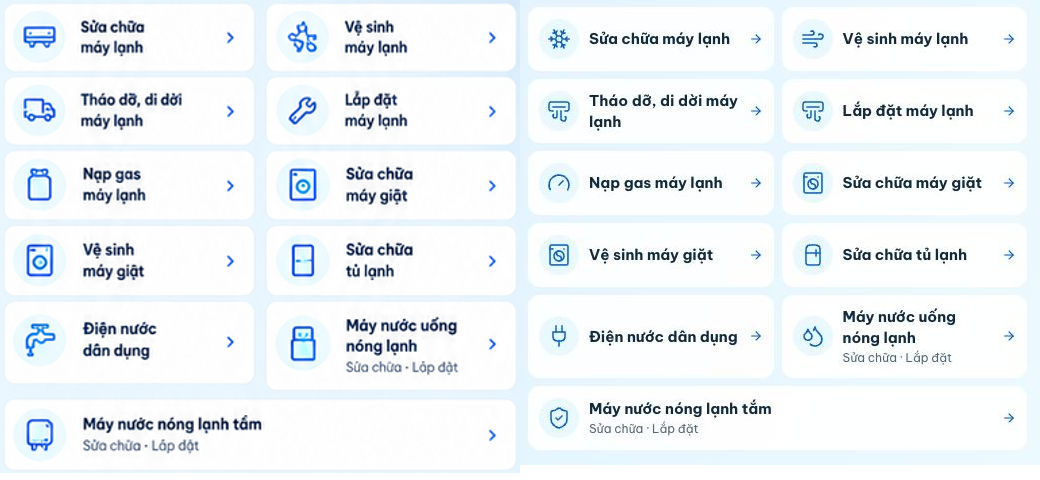 Sửa chữa
máy lạnh
Vệ sinh
máy lạnh
Tháo dỡ, di dời
máy lạnh
Lắp đặt
máy lạnh
Nạp gas
máy lạnh
Sửa chữa
máy giặt
Vệ sinh
máy giặt
Sửa chữa
tủ lạnh
Điện nước
dân dụng
Máy nước uống
nóng lạnh
Sửa chữa · Lắp đặt
Máy nước nóng lạnh tắm
Sửa chữa · Lắp đặt
Sửa chữa máy lạnh
Vệ sinh máy lạnh
Tháo dỡ, di dời máy
lạnh
Lắp đặt máy lạnh
Nạp gas máy lạnh
Sửa chữa máy giặt
Vệ sinh máy giặt
Sửa chữa tủ lạnh
Điện nước dân dụng
Máy nước uống
nóng lạnh
Sửa chữa · Lắp đặt
Máy nước nóng lạnh tắm
Sửa chữa · Lắp đặt